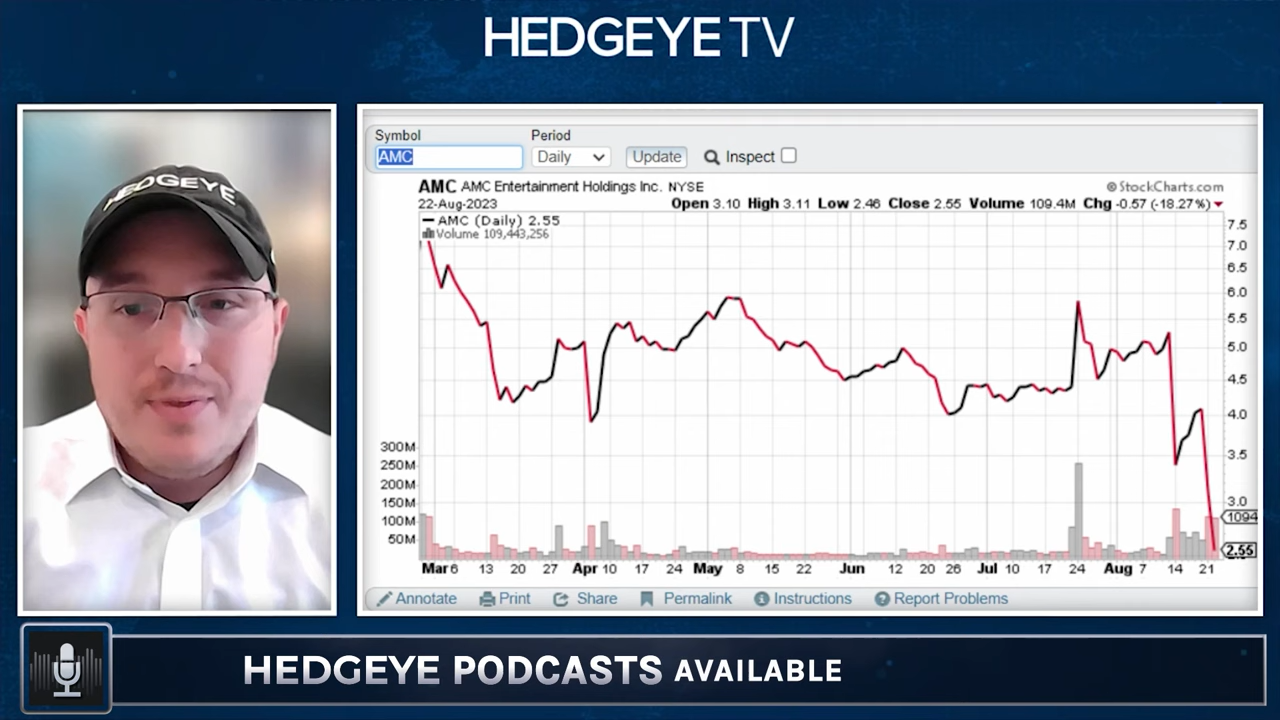 HEDGEYE TV
HEDGEYE
Symbol Period
AMC Daily Update Inspect
AMC AMC Entertainment Holdings Inc. NYSE © StockCharts.com
22-Aug-2023 Open 3.10 High 3.11 Low 2.46 Close 2.55 Volume 109.4M Chg -0.57 (-18.27%)
AMC (Daily) 2.55
Volume 109,443,256
7.5
7.0
6.5
6.0
5.5
5.0
4.5
4.0
3.5
3.0
1094
2.55
300M
250M
200M
150M
100M
50M
Mar 6 13 20 27 Apr 10 17 24 May 8 15 22 Jun 12 20 26 Jul 10 17 24 Aug 7 14 21
Annotate Print Share Permalink Instructions Report Problems
HEDGEYE PODCASTS AVAILABLE